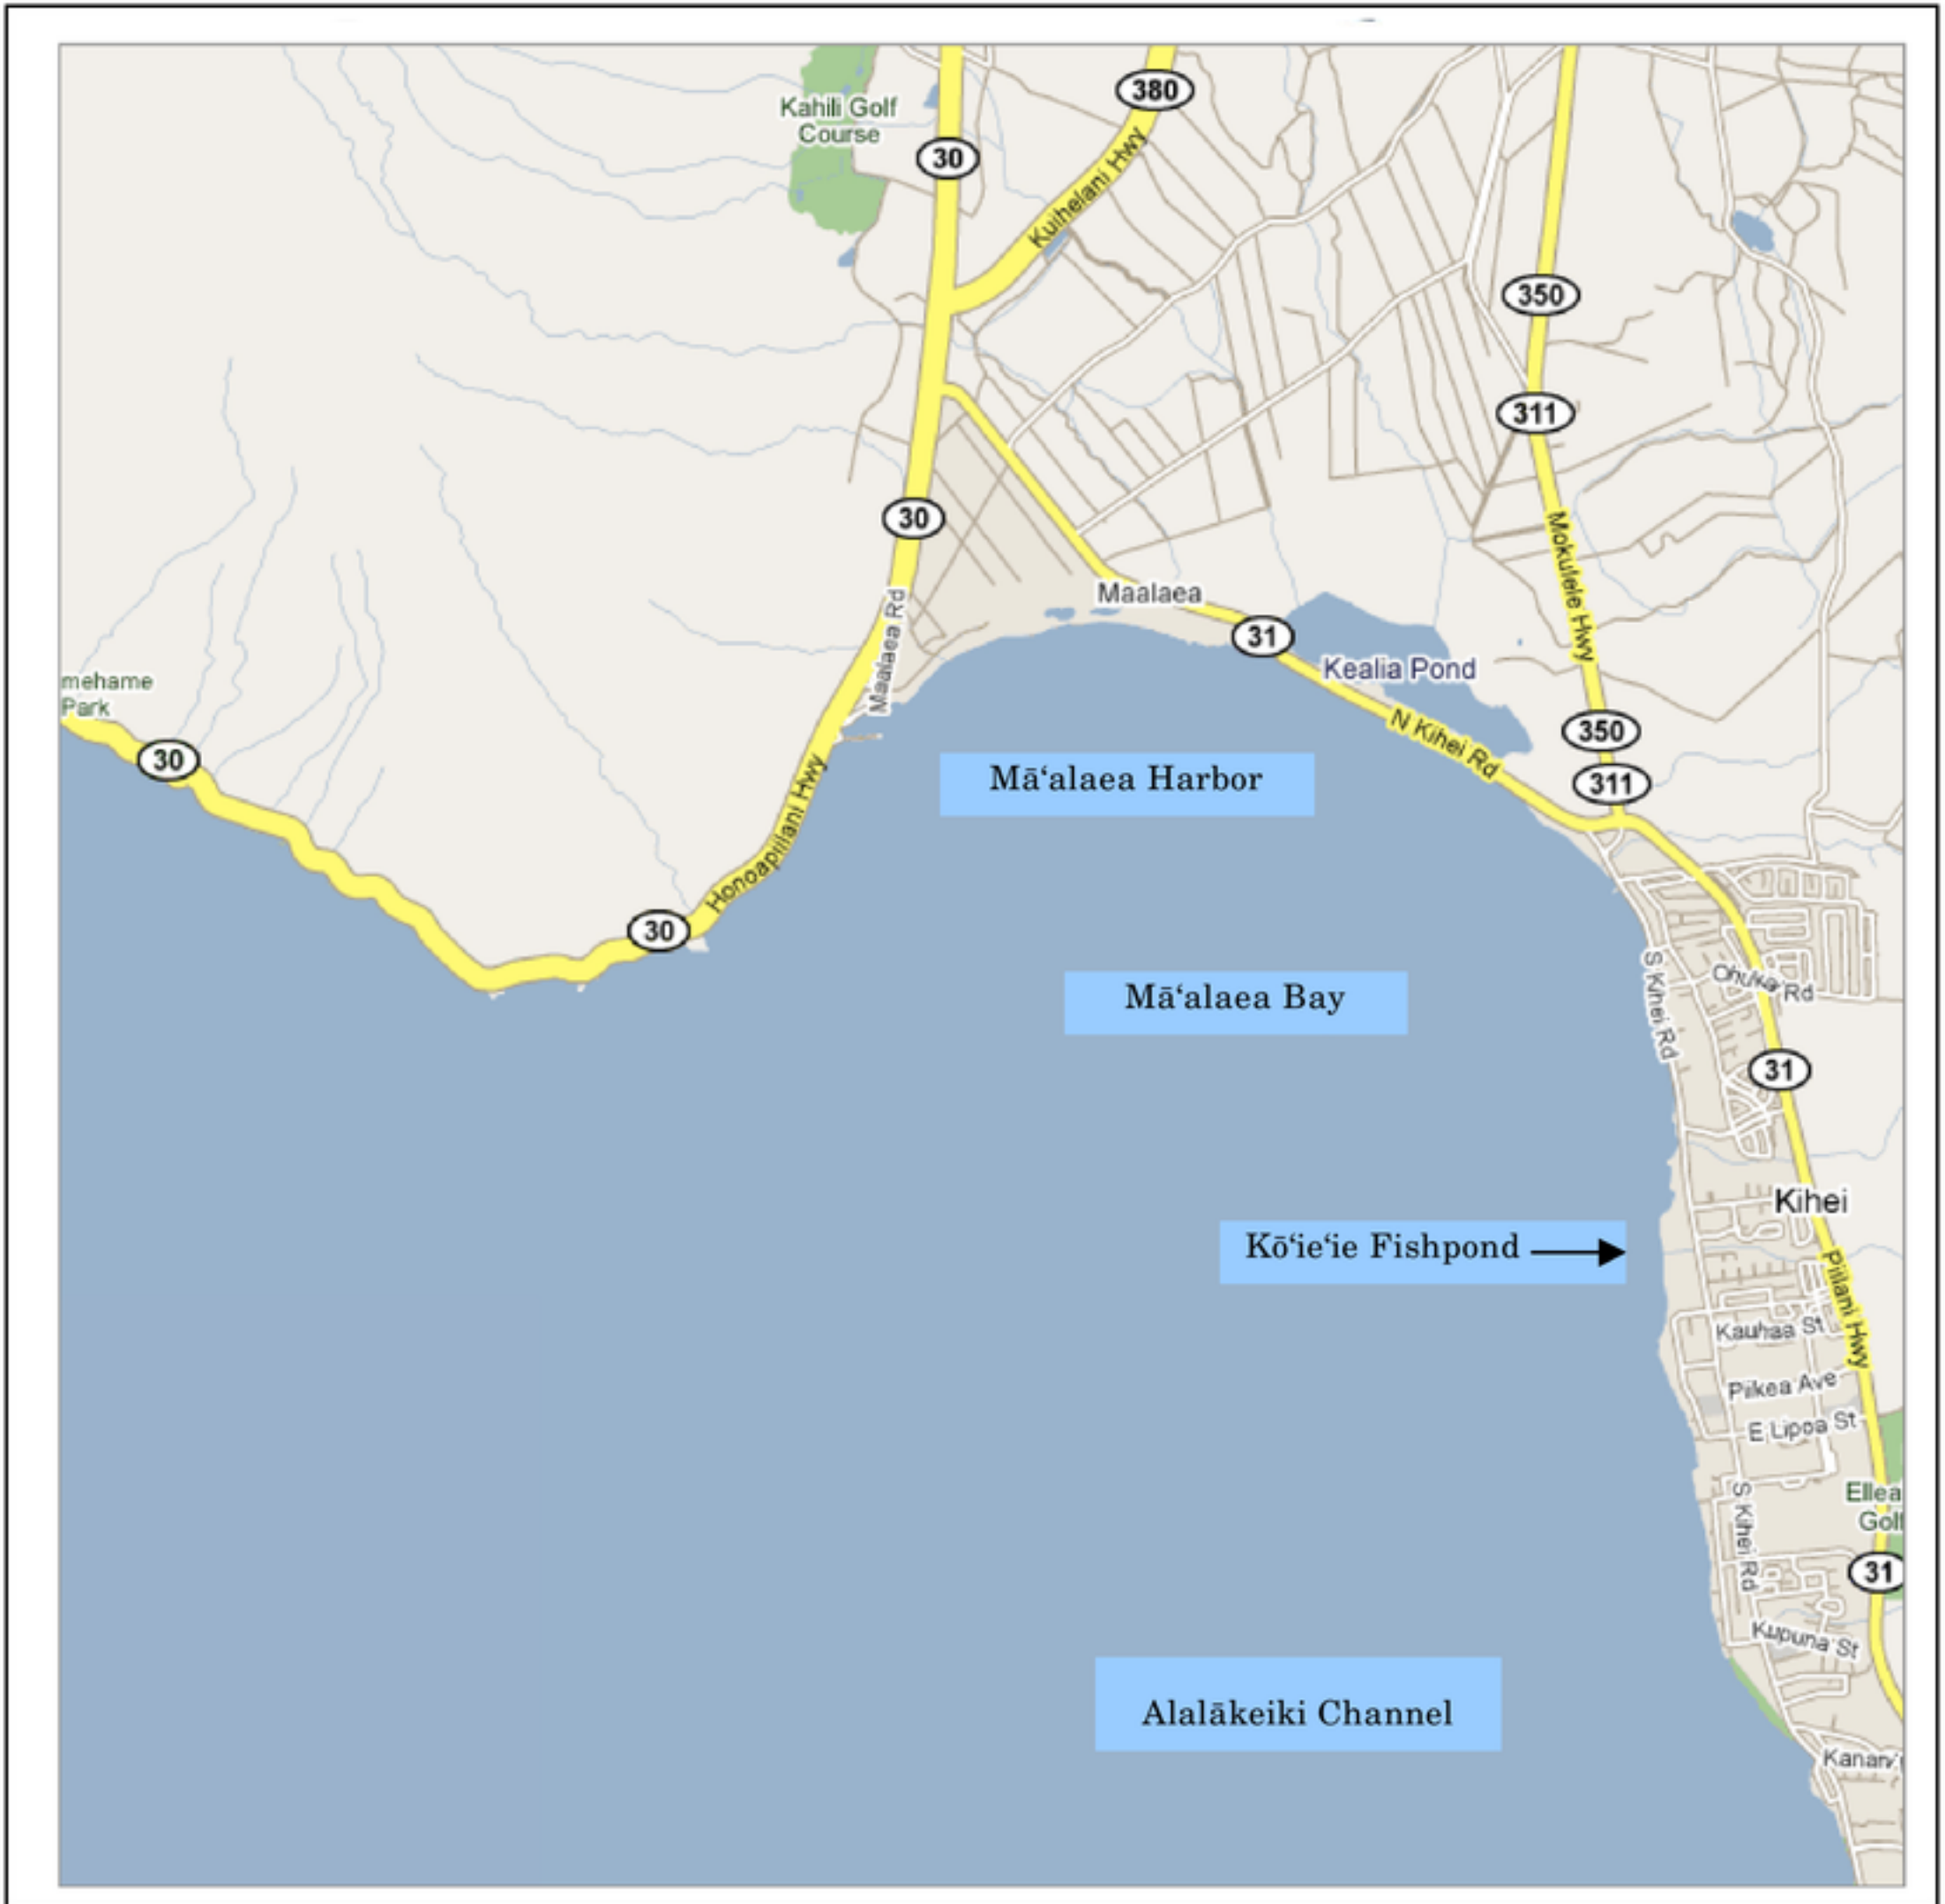 380
Kahili Golf
Course
30
Kuihelani Hwy
350
311
30
Mokulele Hwy
Maalaea
Maalaea Rd
31
Kealia Pond
mehame
Park
N Kihei Rd
350
30
Mā‘alaea Harbor
311
Honoapiilani Hwy
30
S Kihei Rd
Ohukai Rd
Mā‘alaea Bay
31
Kihei
Kō‘ie‘ie Fishpond
Piilani Hwy
Kauhaa St
Piikea Ave
E Lipoa St
Ellea
Golf
S Kihei Rd
31
Kupuna St
Alalākeiki Channel